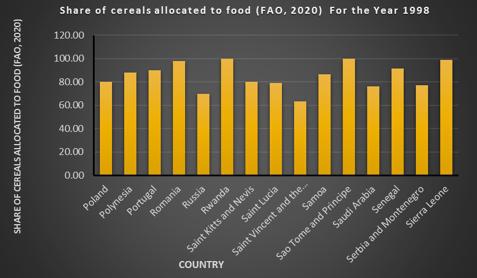 Share of cereals allocated to food (FAO, 2020) For the Year 1998
SHARE OF CEREALS ALLOCATED TO FOOD (FAO, 2020)
120.00
100.00
80.00
60.00
40.00
20.00
0.00
Poland
Polynesia
Portugal
Romania
Russia
Rwanda
Saint Kitts and Nevis
Saint Lucia
Saint Vincent and the...
Samoa
Sao Tome and Principe
Saudi Arabia
Senegal
Serbia and Montenegro
Sierra Leone
COUNTRY